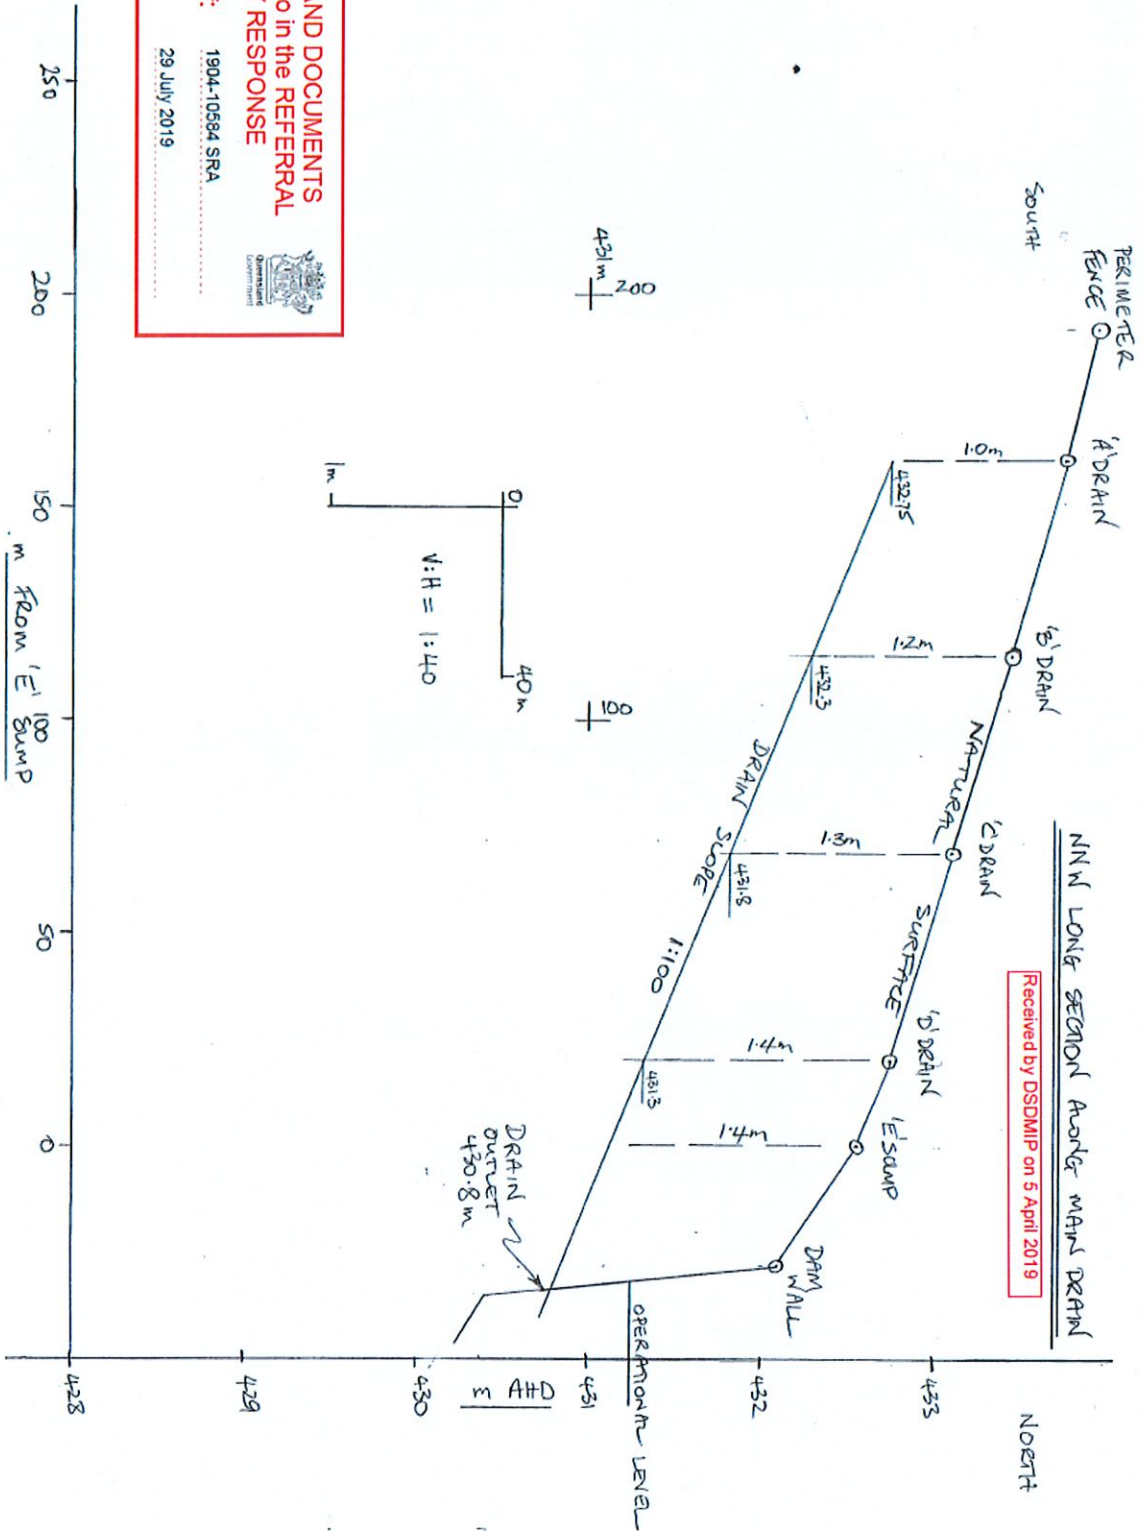 NNW LONG SECTION ALONG MAIN DRAIN
Received by DSDMIP on 5 April 2019
SOUTH
NORTH
PERIMETER
FENCE
'A' DRAIN
'B' DRAIN
'C' DRAIN
'D' DRAIN
'E' SUMP
DAM
WALL
NATURAL SURFACE
1.0m
1.2m
1.3m
1.4m
1.4m
432.75
432.3
431.8
431.3
DRAIN SLOPE 1:100
DRAIN
OUTLET
430.8m
OPERATIONAL LEVEL
431m
200
100
0
40m
1m
V:H = 1:40
433
432
431
430
429
428
m AHD
250
200
150
100
50
0
m FROM 'E' SUMP
AND DOCUMENTS
o in the REFERRAL
RESPONSE
1904-10584 SRA
29 July 2019
Queensland
Government